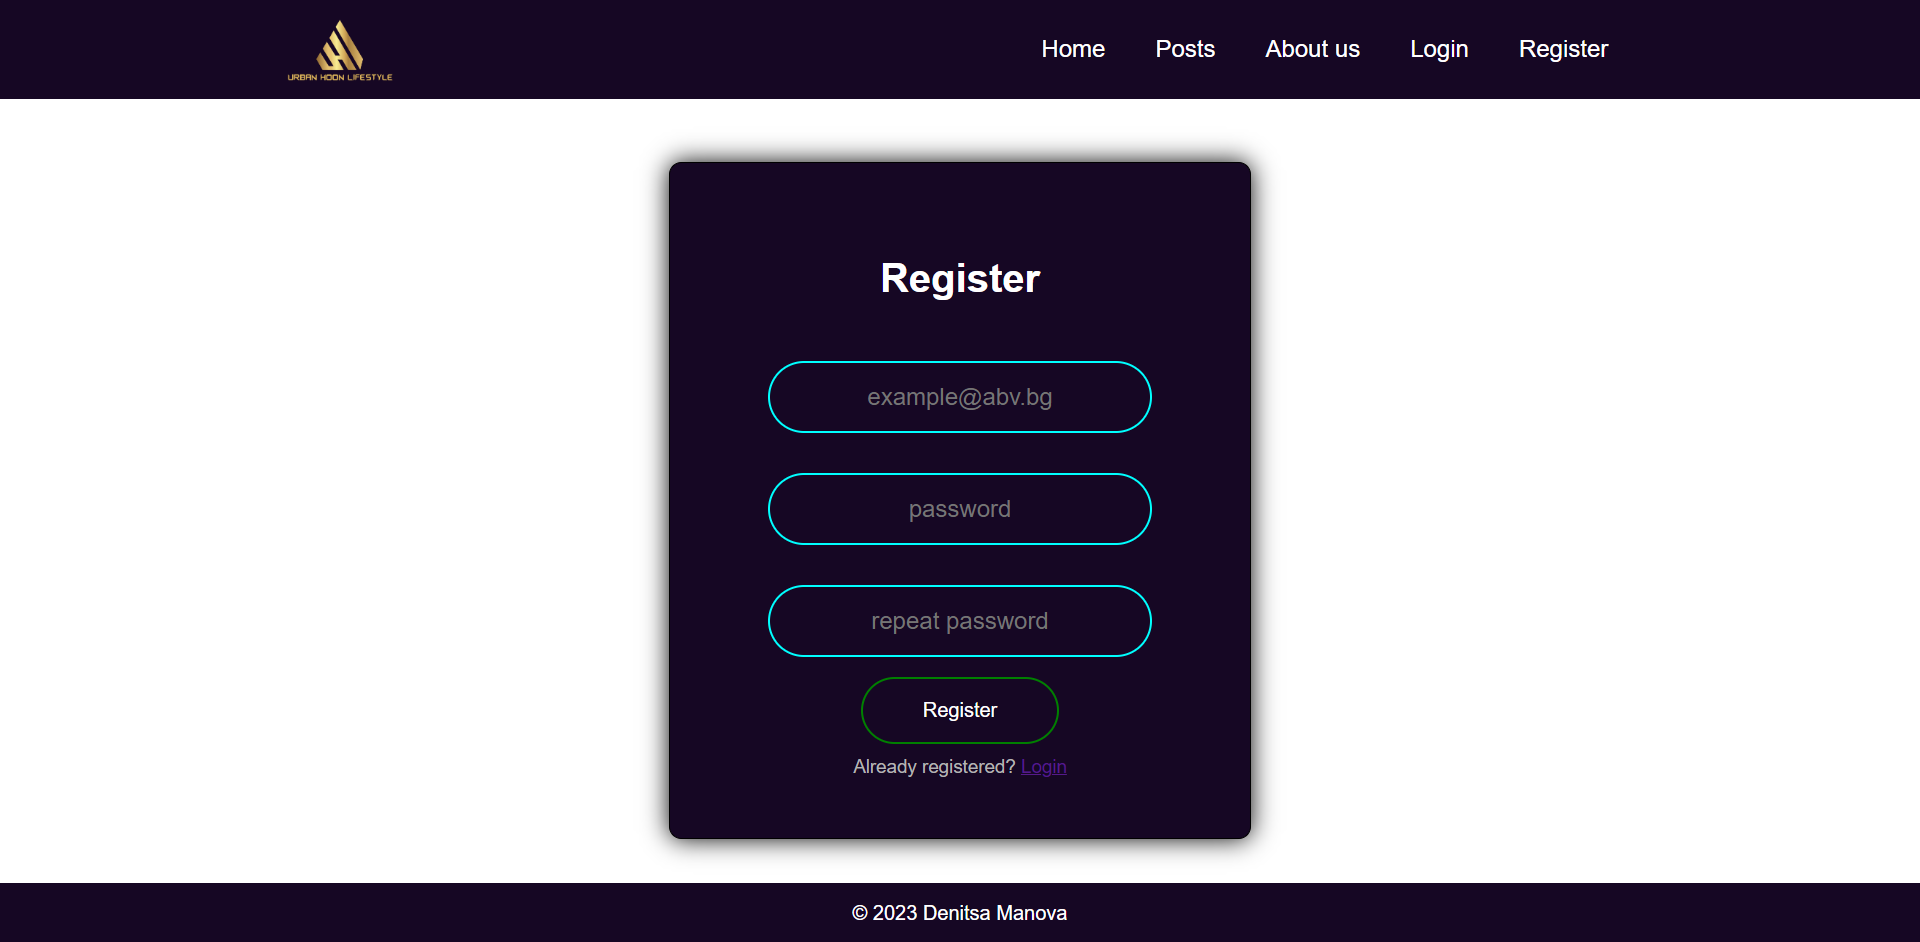 URBAN HOON LIFESTYLE
Home Posts About us Login Register
Register
example@abv.bg
password
repeat password
Register
Already registered? Login
© 2023 Denitsa Manova